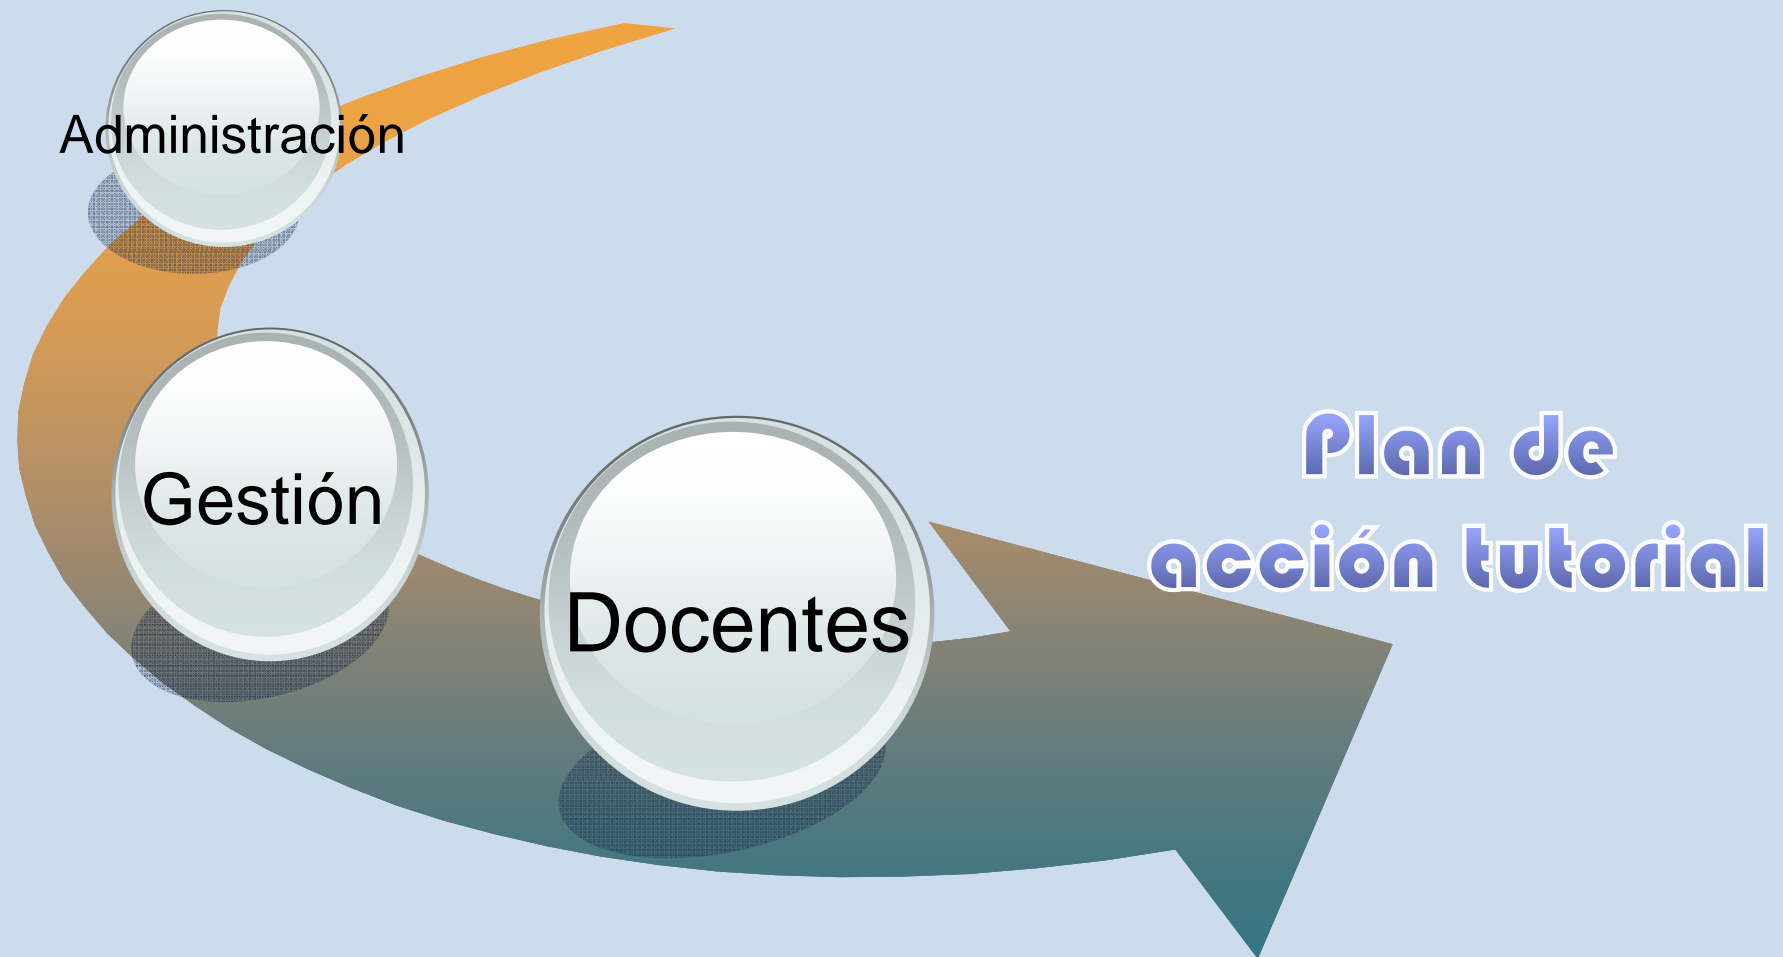 Administración
Gestión
Docentes
Plan de
acción tutorial